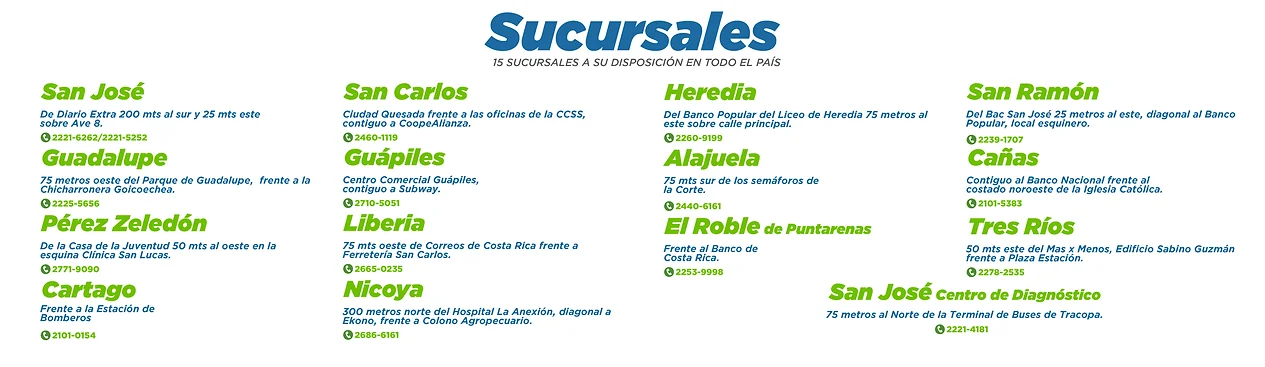 Sucursales
15 SUCURSALES A SU DISPOSICIÓN EN TODO EL PAÍS
San José
De Diario Extra 200 mts al sur y 25 mts este
sobre Ave 8.
2221-6262/2221-5252
Guadalupe
75 metros oeste del Parque de Guadalupe, frente a la
Chicharronera Goicoechea.
2225-5656
Pérez Zeledón
De la Casa de la Juventud 50 mts al oeste en la
esquina Clínica San Lucas.
2771-9090
Cartago
Frente a la Estación de
Bomberos
2101-0154
San Carlos
Ciudad Quesada frente a las oficinas de la CCSS,
contiguo a CoopeAlianza.
2460-1119
Guápiles
Centro Comercial Guápiles,
contiguo a Subway.
2710-5051
Liberia
75 mts oeste de Correos de Costa Rica frente a
Ferretería San Carlos.
2665-0235
Nicoya
300 metros norte del Hospital La Anexión, diagonal a
Ekono, frente a Colono Agropecuario.
2686-6161
Heredia
Del Banco Popular del Liceo de Heredia 75 metros al
este sobre calle principal.
2260-9199
Alajuela
75 mts sur de los semáforos de
la Corte.
2440-6161
El Roble de Puntarenas
Frente al Banco de
Costa Rica.
2253-9998
San Ramón
Del Bac San José 25 metros al este, diagonal al Banco
Popular, local esquinero.
2239-1707
Cañas
Contiguo al Banco Nacional frente al
costado noroeste de la Iglesia Católica.
2101-5383
Tres Ríos
50 mts este del Mas x Menos, Edificio Sabino Guzmán
frente a Plaza Estación.
2278-2535
San José Centro de Diagnóstico
75 metros al Norte de la Terminal de Buses de Tracopa.
2221-4181